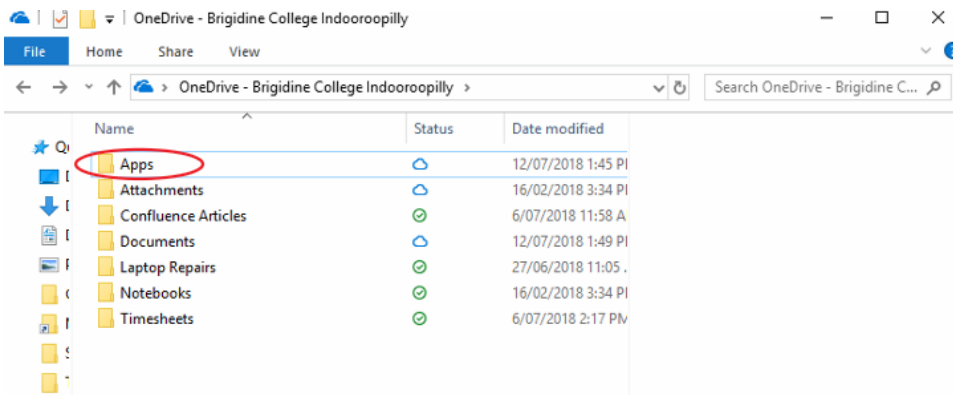 OneDrive - Brigidine College Indooroopilly
File Home Share View
OneDrive - Brigidine College Indooroopilly
Search OneDrive - Brigidine C...
Name Status Date modified
Apps 12/07/2018 1:45
Attachments 16/02/2018 3:34
Confluence Articles 6/07/2018 11:58
Documents 12/07/2018 1:49
Laptop Repairs 27/06/2018 11:05
Notebooks 16/02/2018 3:34
Timesheets 6/07/2018 2:17 PM